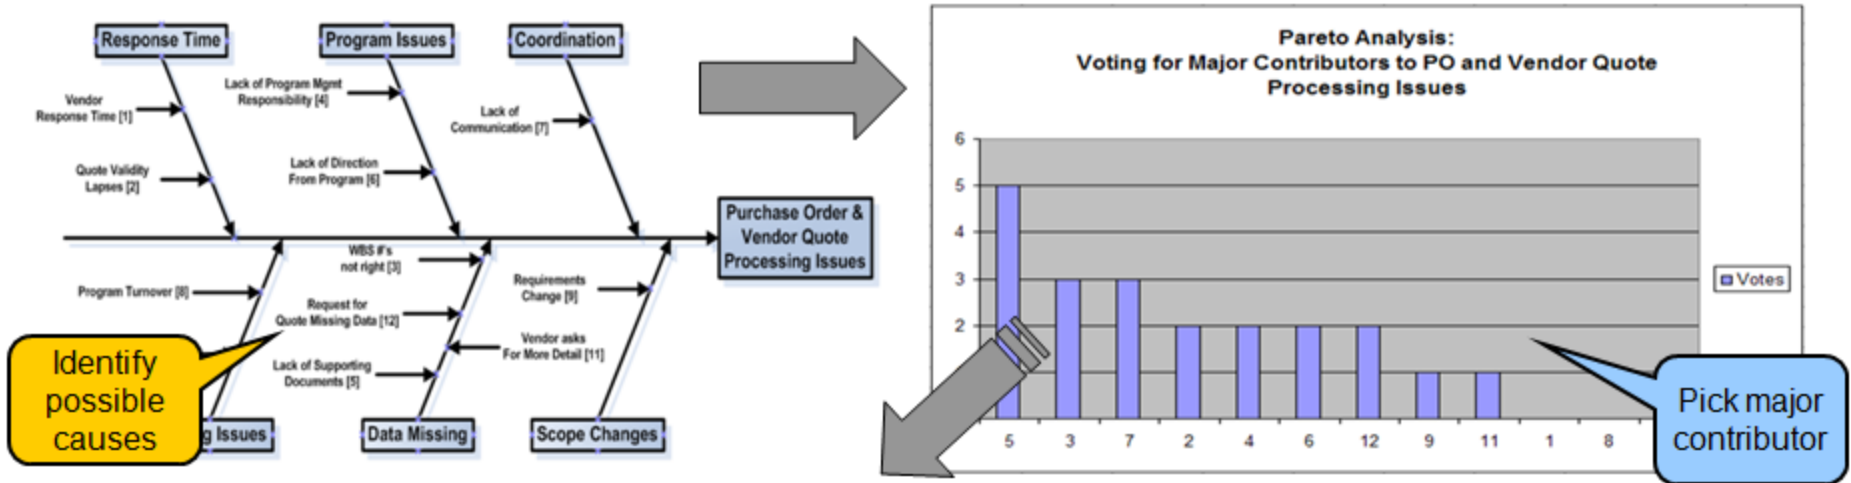 Response Time
Program Issues
Coordination
Vendor
Response Time [1]
Quote Validity
Lapses [2]
Lack of Program Mgmt
Responsibility [4]
Lack of Direction
From Program [6]
Lack of
Communication [7]
Purchase Order &
Vendor Quote
Processing Issues
Program Turnover [8]
WBS #'s
not right [3]
Request for
Quote Missing Data [12]
Vendor asks
For More Detail [11]
Lack of Supporting
Documents [5]
Requirements
Change [9]
Identify
possible
causes
g Issues
Data Missing
Scope Changes
Pareto Analysis:
Voting for Major Contributors to PO and Vendor Quote
Processing Issues
6
5
4
3
2
Votes
5 3 7 2 4 6 12 9 11 1 8
Pick major
contributor